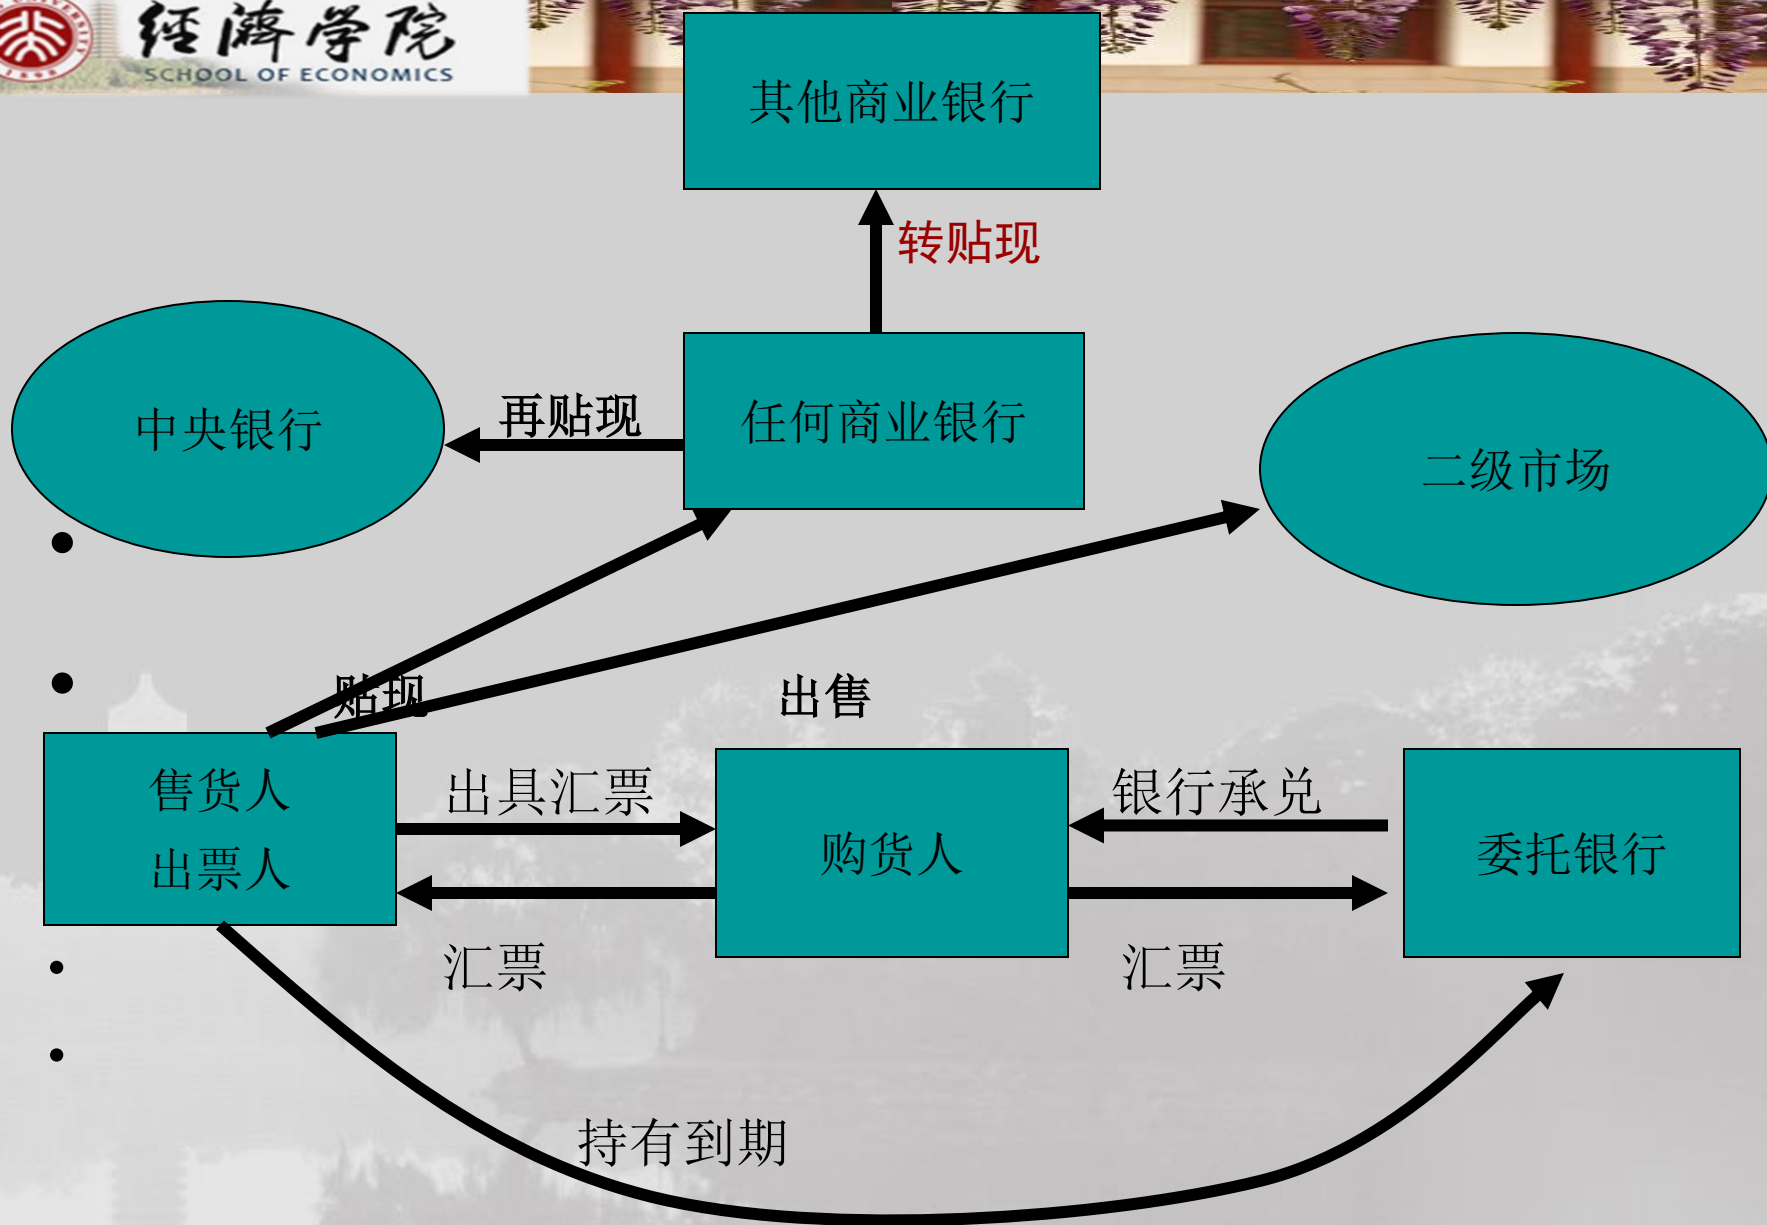 經濟学院
SCHOOL OF ECONOMICS
其他商业银行
转贴现
中央银行
再贴现
任何商业银行
二级市场
贴现
出售
售货人
出票人
出具汇票
购货人
银行承兑
委托银行
汇票
汇票
持有到期